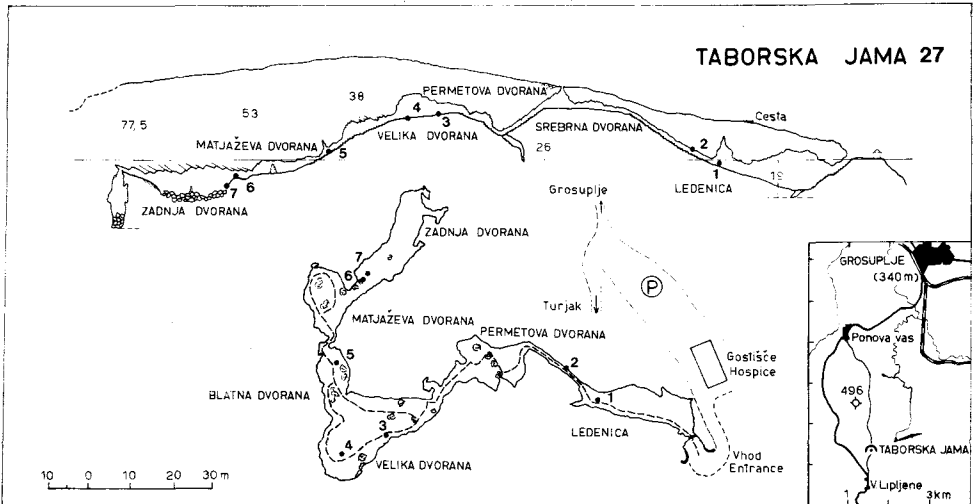 TABORSKA JAMA 27
PERMETOVA DVORANA
38
53
77,5
4
3
Cesta
VELIKA DVORANA
SREBRNA DVORANA
MATJAŽEVA DVORANA
5
26
2
1
19
6
7
LEDENICA
ZADNJA DVORANA
Grosuplje
ZADNJA DVORANA
7
6
P
GROSUPLJE
(340m)
Turjak
MATJAŽEVA DVORANA
PERMETOVA DVORANA
Ponova vas
5
2
Gostišče
Hospice
BLATNA DVORANA
1
496
3
LEDENICA
4
VELIKA DVORANA
Vhod
Entrance
TABORSKA JAMA
V. Lipljene
10 0 10 20 30 m
1 3km